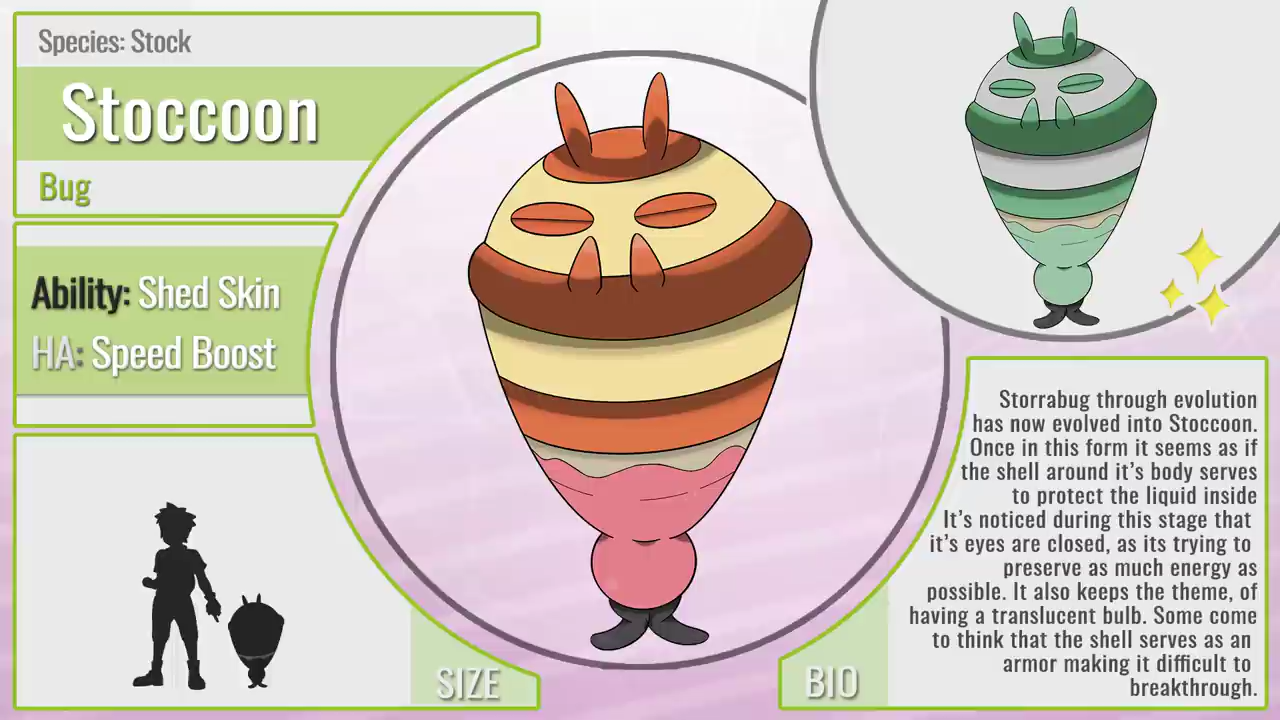 Species: Stock
Stoccoon
Bug
Ability: Shed Skin
HA: Speed Boost
SIZE
BIO
Storrabug through evolution
has now evolved into Stoccoon.
Once in this form it seems as if
the shell around it's body serves
to protect the liquid inside
It's noticed during this stage that
it's eyes are closed, as its trying to
preserve as much energy as
possible. It also keeps the theme, of
having a translucent bulb. Some come
to think that the shell serves as an
armor making it difficult to
breakthrough.